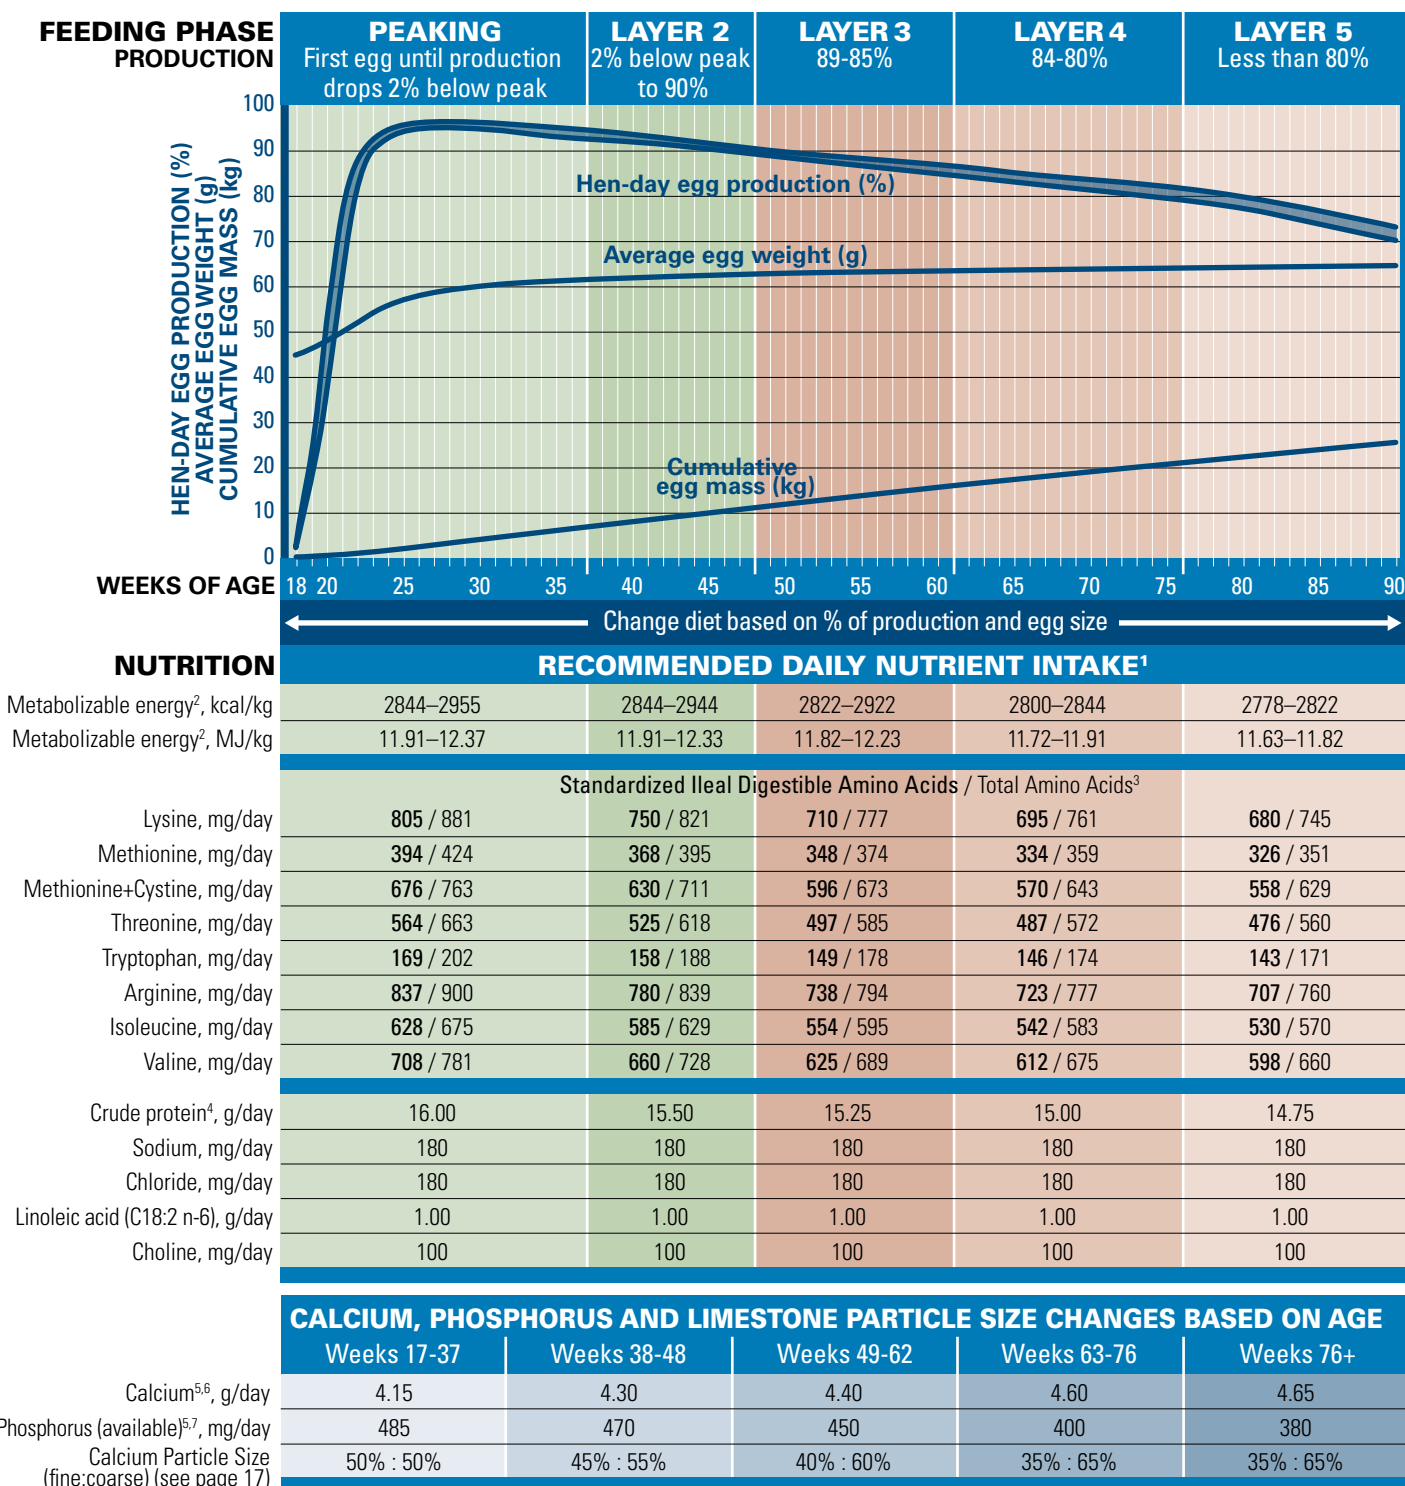 FEEDING PHASE
PRODUCTION
PEAKING
First egg until production
drops 2% below peak
LAYER 2
2% below peak
to 90%
LAYER 3
89-85%
LAYER 4
84-80%
LAYER 5
Less than 80%
HEN-DAY EGG PRODUCTION (%)
AVERAGE EGG WEIGHT (g)
CUMULATIVE EGG MASS (kg)
100
90
80
70
60
50
40
30
20
10
0
Hen-day egg production (%)
Average egg weight (g)
Cumulative
egg mass (kg)
WEEKS OF AGE 18 20 25 30 35 40 45 50 55 60 65 70 75 80 85 90
Change diet based on % of production and egg size
NUTRITION RECOMMENDED DAILY NUTRIENT INTAKE¹
Metabolizable energy², kcal/kg 2844–2955 2844–2944 2822–2922 2800–2844 2778–2822
Metabolizable energy², MJ/kg 11.91–12.37 11.91–12.33 11.82–12.23 11.72–11.91 11.63–11.82
Standardized Ileal Digestible Amino Acids / Total Amino Acids³
Lysine, mg/day 805 / 881 750 / 821 710 / 777 695 / 761 680 / 745
Methionine, mg/day 394 / 424 368 / 395 348 / 374 334 / 359 326 / 351
Methionine+Cystine, mg/day 676 / 763 630 / 711 596 / 673 570 / 643 558 / 629
Threonine, mg/day 564 / 663 525 / 618 497 / 585 487 / 572 476 / 560
Tryptophan, mg/day 169 / 202 158 / 188 149 / 178 146 / 174 143 / 171
Arginine, mg/day 837 / 900 780 / 839 738 / 794 723 / 777 707 / 760
Isoleucine, mg/day 628 / 675 585 / 629 554 / 595 542 / 583 530 / 570
Valine, mg/day 708 / 781 660 / 728 625 / 689 612 / 675 598 / 660
Crude protein⁴, g/day 16.00 15.50 15.25 15.00 14.75
Sodium, mg/day 180 180 180 180 180
Chloride, mg/day 180 180 180 180 180
Linoleic acid (C18:2 n-6), g/day 1.00 1.00 1.00 1.00 1.00
Choline, mg/day 100 100 100 100 100
CALCIUM, PHOSPHORUS AND LIMESTONE PARTICLE SIZE CHANGES BASED ON AGE
Weeks 17-37 Weeks 38-48 Weeks 49-62 Weeks 63-76 Weeks 76+
Calcium⁵,⁶, g/day 4.15 4.30 4.40 4.60 4.65
Phosphorus (available)⁵,⁷, mg/day 485 470 450 400 380
Calcium Particle Size
(fine:coarse) (see page 17) 50% : 50% 45% : 55% 40% : 60% 35% : 65% 35% : 65%